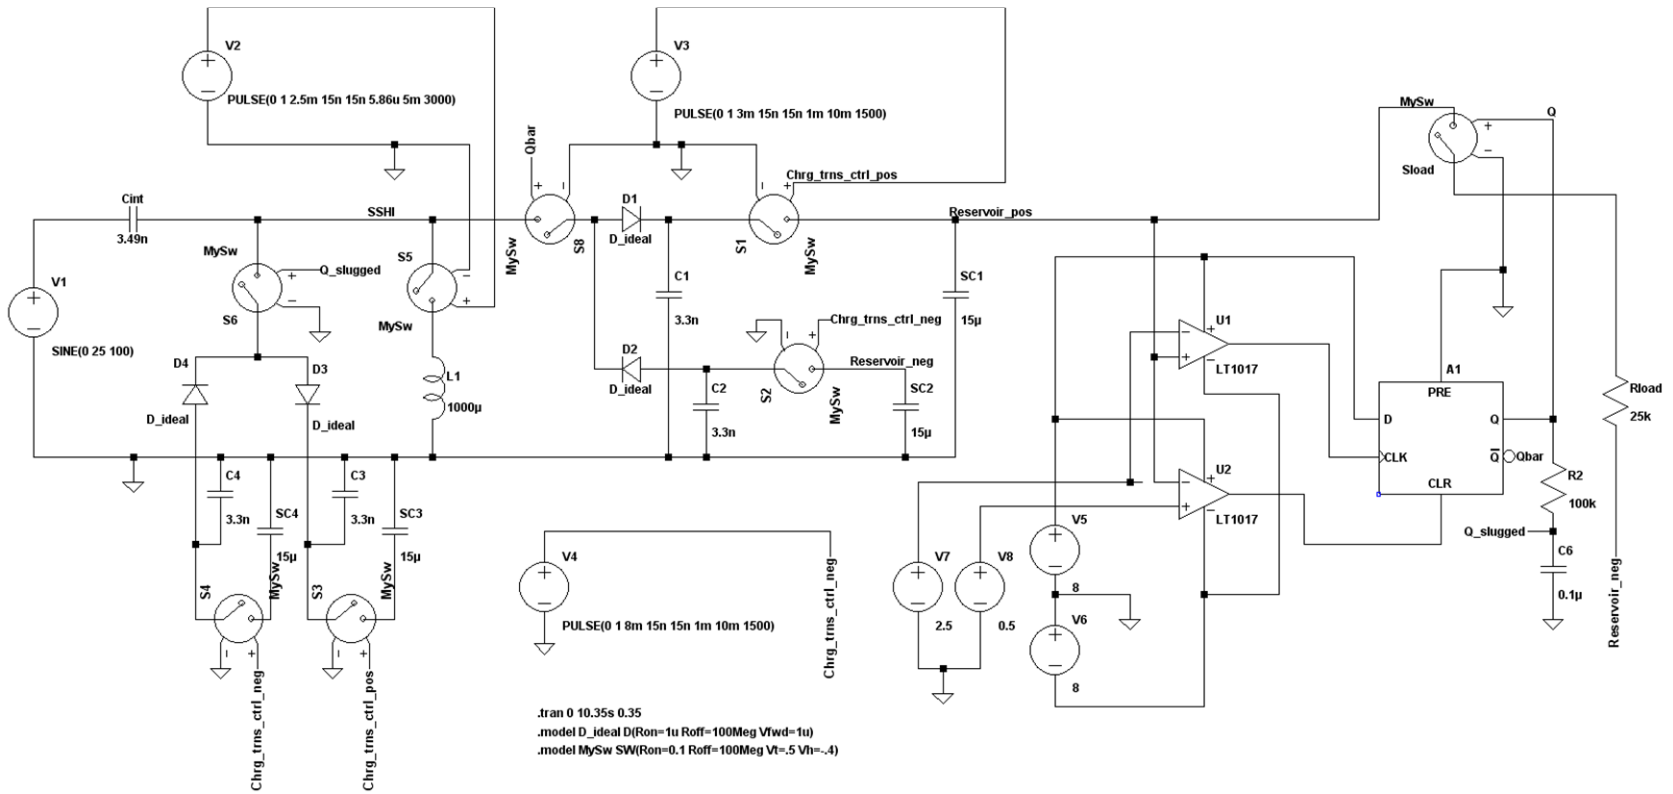 V2
PULSE(0 1 2.5m 15n 15n 5.86u 5m 3000)
V3
PULSE(0 1 3m 15n 15n 1m 10m 1500)
MySw
Q
+
−
Sload
Qbar
Chrg_trns_ctrl_pos
Cint
3.49n
SSHI
S8
MySw
D1
D_ideal
S1
MySw
Reservoir_pos
V1
SINE(0 25 100)
MySw
Q_slugged
S6
S5
MySw
L1
1000µ
C1
3.3n
Chrg_trns_ctrl_neg
Reservoir_neg
SC1
15µ
D2
D_ideal
C2
3.3n
S2
MySw
SC2
15µ
D4
D_ideal
D3
D_ideal
U1
LT1017
U2
LT1017
A1
PRE
D
Q
CLK
Q
Qbar
CLR
Rload
25k
R2
100k
Q_slugged
C6
0.1µ
Reservoir_neg
C4
3.3n
SC4
15µ
C3
3.3n
SC3
15µ
S4
MySw
S3
MySw
Chrg_trns_ctrl_neg
Chrg_trns_ctrl_pos
V4
PULSE(0 1 8m 15n 15n 1m 10m 1500)
Chrg_trns_ctrl_neg
V7
2.5
V8
0.5
V5
8
V6
8
.tran 0 10.35s 0.35
.model D_ideal D(Ron=1u Roff=100Meg Vfwd=1u)
.model MySw SW(Ron=0.1 Roff=100Meg Vt=.5 Vh=-.4)